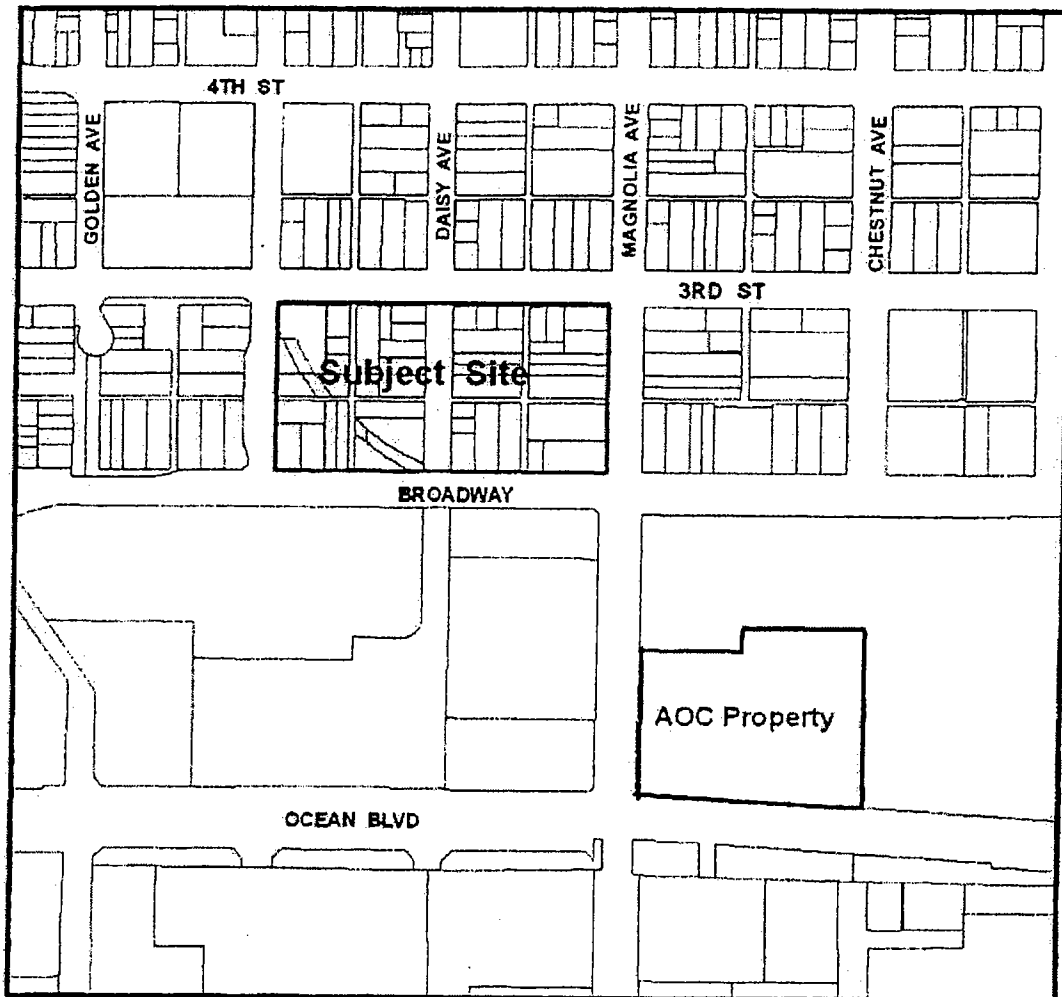 4TH ST
GOLDEN AVE
DAISY AVE
MAGNOLIA AVE
CHESTNUT AVE
3RD ST
Subject Site
BROADWAY
AOC Property
OCEAN BLVD